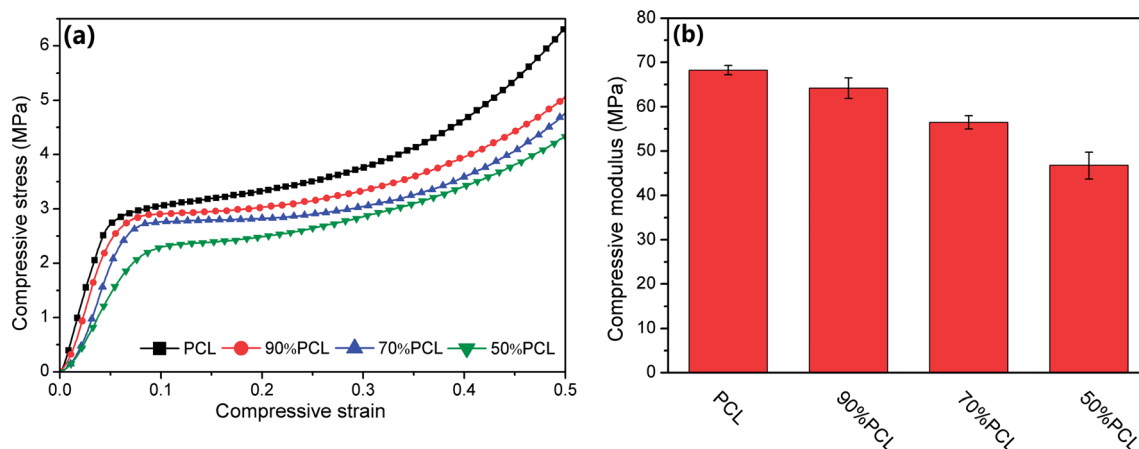 (a)
Compressive stress (MPa)
6
5
4
3
2
1
0
PCL 90%PCL 70%PCL 50%PCL
0.0 0.1 0.2 0.3 0.4 0.5
Compressive strain
(b)
Compressive modulus (MPa)
80
70
60
50
40
30
20
10
0
PCL
90%PCL
70%PCL
50%PCL